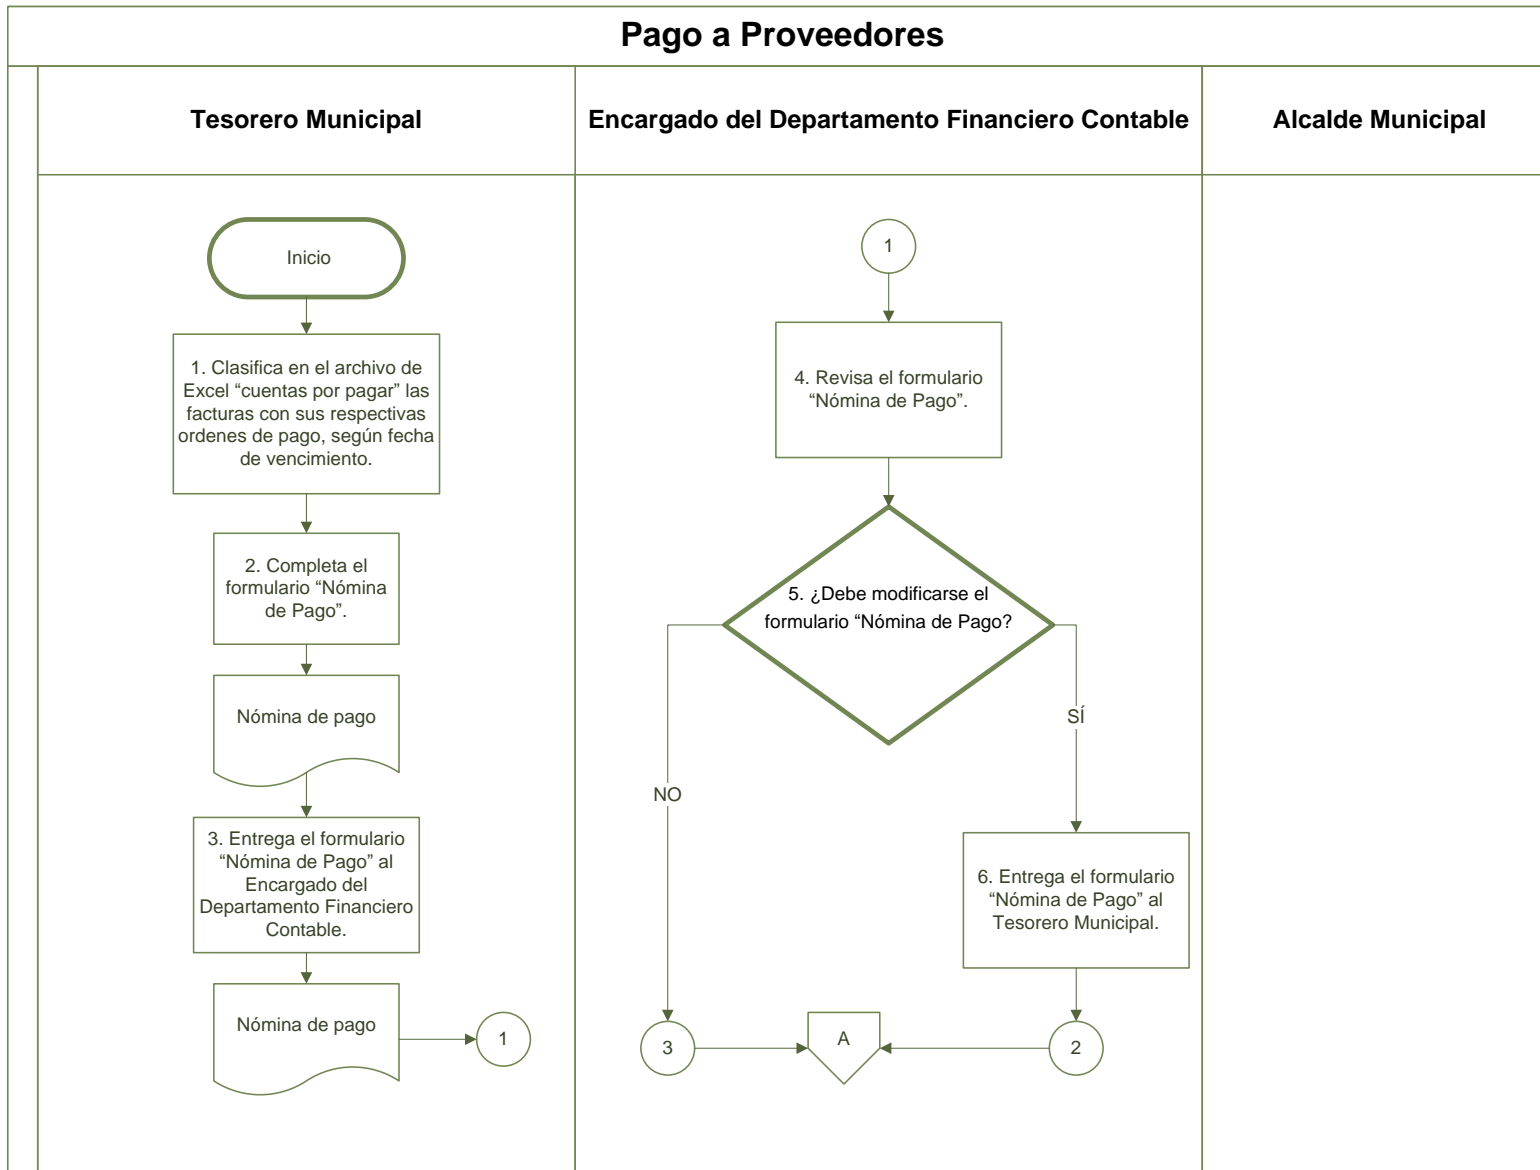 Pago a Proveedores
Tesorero Municipal
Encargado del Departamento Financiero Contable
Alcalde Municipal
Inicio
1. Clasifica en el archivo de
Excel “cuentas por pagar” las
facturas con sus respectivas
ordenes de pago, según fecha
de vencimiento.
2. Completa el
formulario “Nómina
de Pago”.
Nómina de pago
3. Entrega el formulario
“Nómina de Pago” al
Encargado del
Departamento Financiero
Contable.
Nómina de pago
1
1
4. Revisa el formulario
“Nómina de Pago”.
5. ¿Debe modificarse el
formulario “Nómina de Pago?
NO
SÍ
6. Entrega el formulario
“Nómina de Pago” al
Tesorero Municipal.
3
A
2